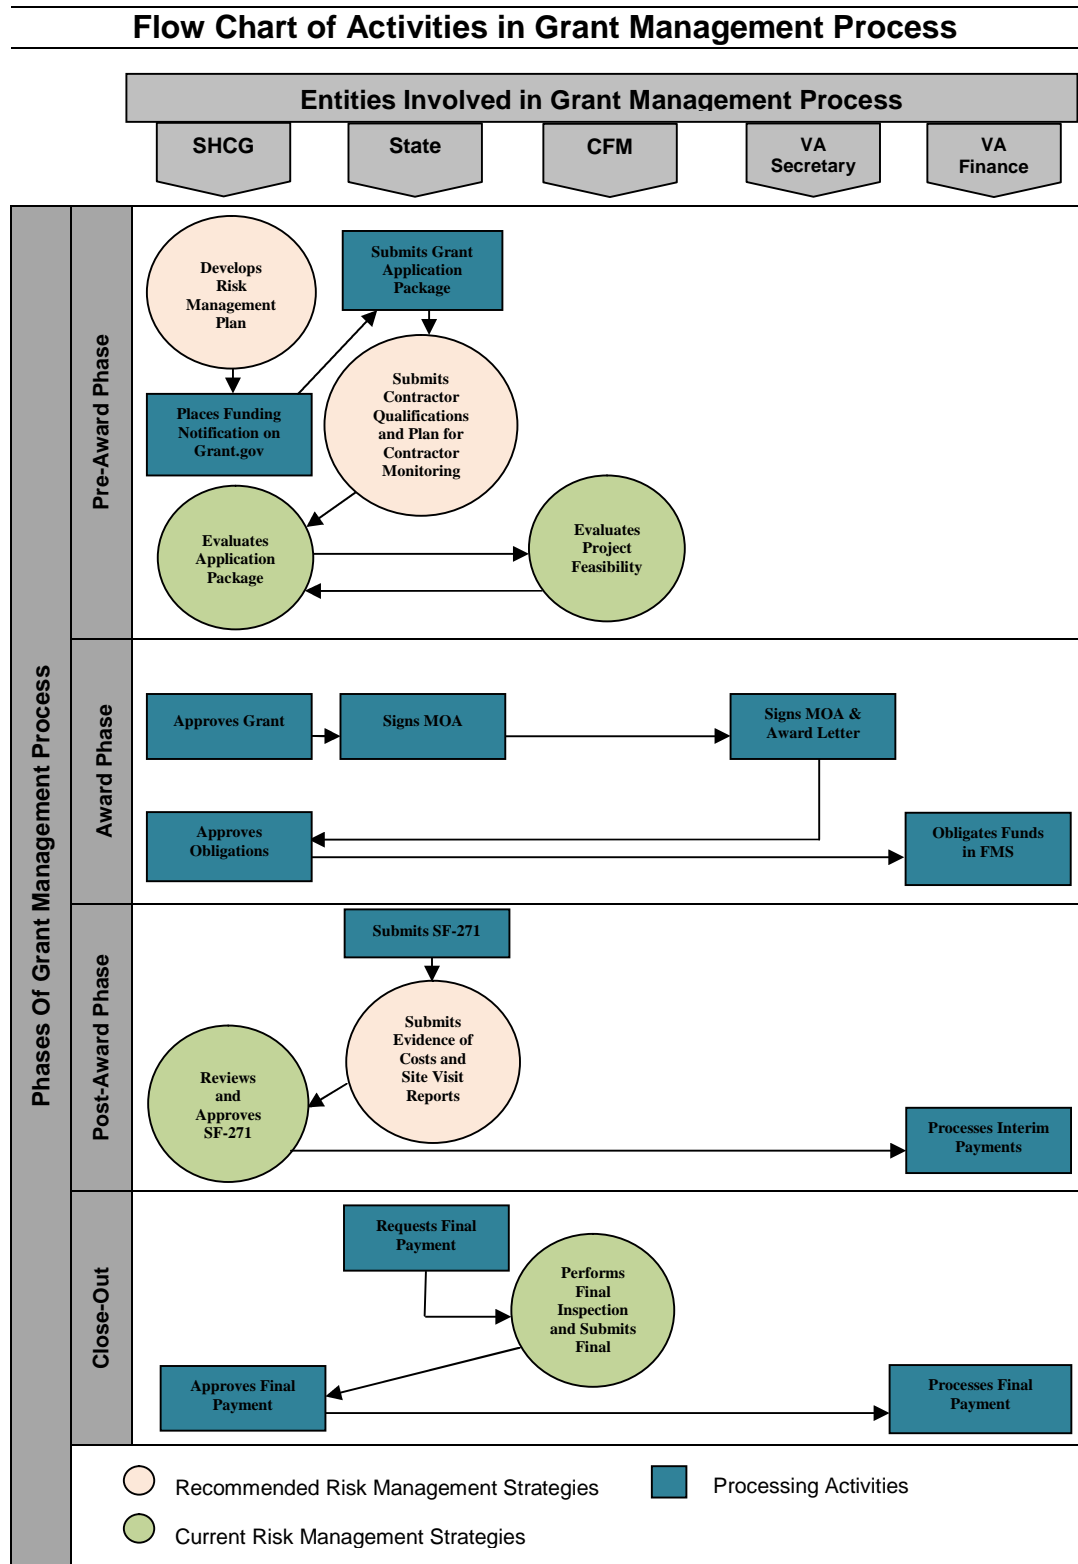 Flow Chart of Activities in Grant Management Process
Entities Involved in Grant Management Process
SHCG
State
CFM
VA
Secretary
VA
Finance
Phases Of Grant Management Process
Pre-Award Phase
Develops
Risk
Management
Plan
Submits Grant
Application
Package
Places Funding
Notification on
Grant.gov
Submits
Contractor
Qualifications
and Plan for
Contractor
Monitoring
Evaluates
Application
Package
Evaluates
Project
Feasibility
Award Phase
Approves Grant
Signs MOA
Signs MOA &
Award Letter
Approves
Obligations
Obligates Funds
in FMS
Post-Award Phase
Submits SF-271
Submits
Evidence of
Costs and
Site Visit
Reports
Reviews
and
Approves
SF-271
Processes Interim
Payments
Close-Out
Requests Final
Payment
Performs
Final
Inspection
and Submits
Final
Approves Final
Payment
Processes Final
Payment
Recommended Risk Management Strategies
Processing Activities
Current Risk Management Strategies